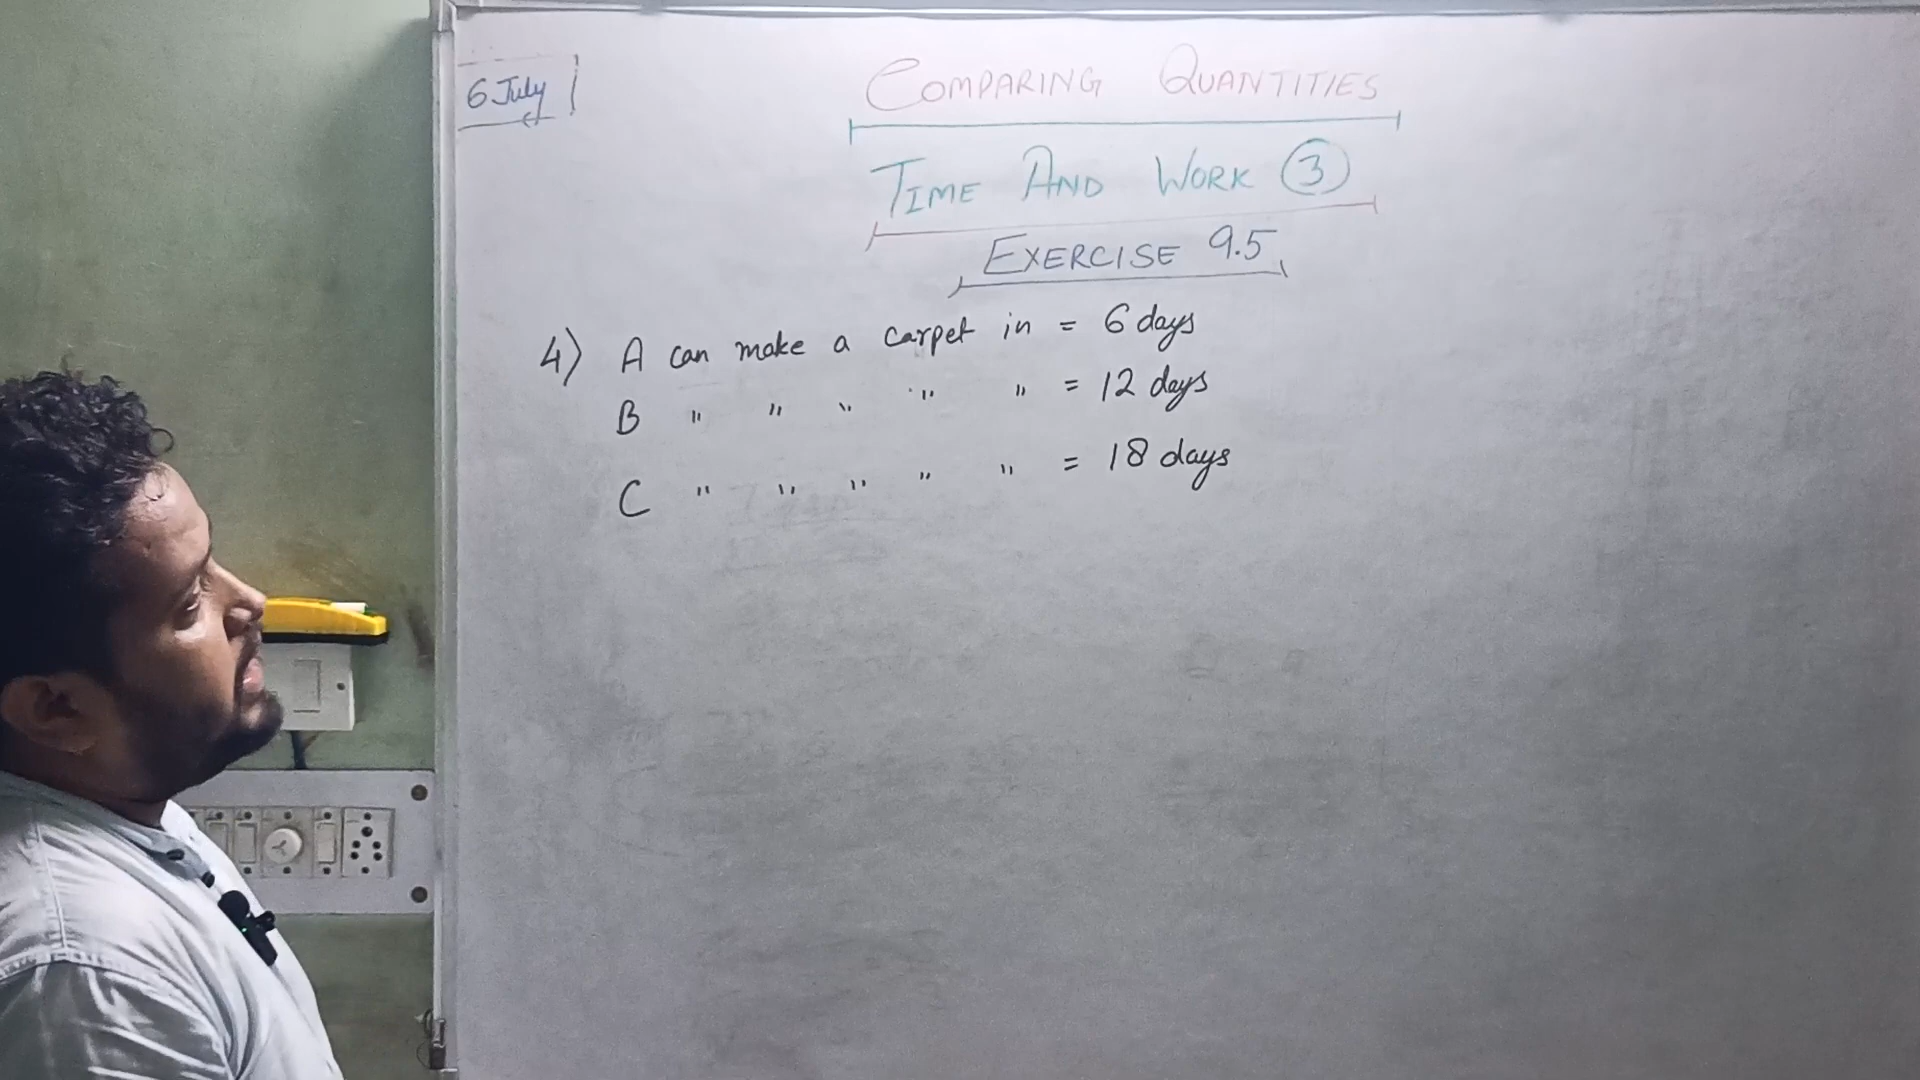 6 July
COMPARING QUANTITIES
TIME AND WORK 3
EXERCISE 9.5
4) A can make a carpet in = 6 days
B " " " " " = 12 days
C " " " " " = 18 days